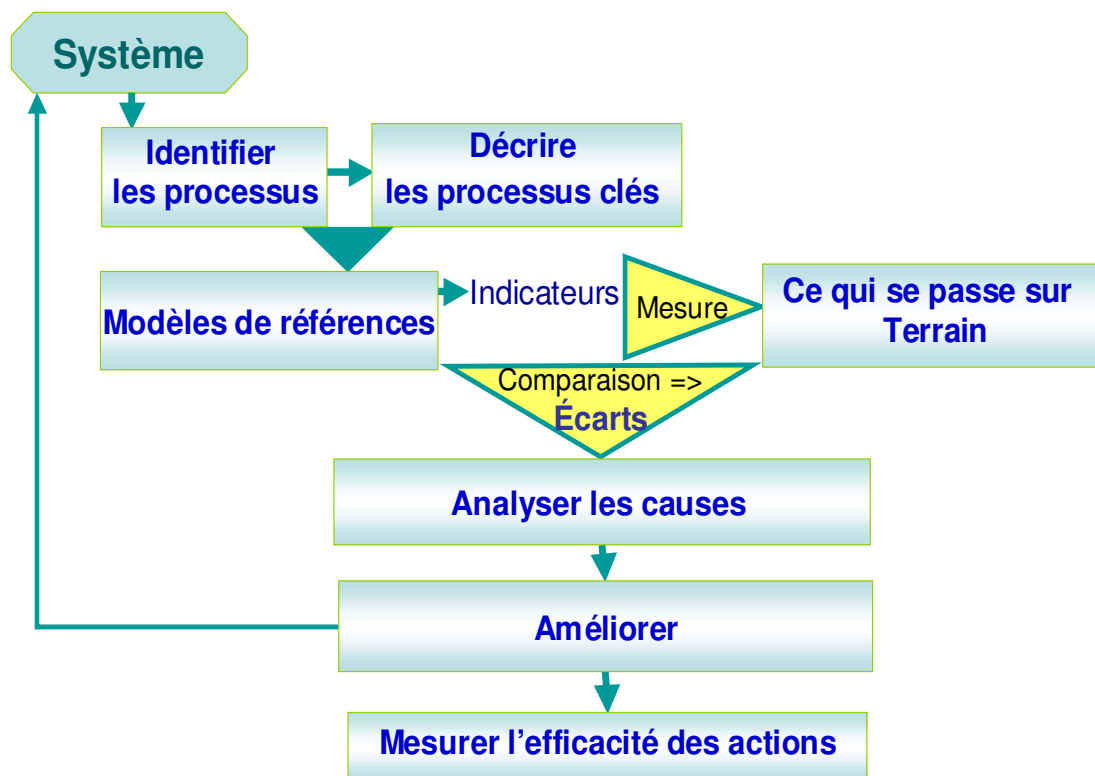 Système
Identifier
les processus
Décrire
les processus clés
Modèles de références
Indicateurs
Mesure
Ce qui se passe sur
Terrain
Comparaison =>
Écarts
Analyser les causes
Améliorer
Mesurer l’efficacité des actions